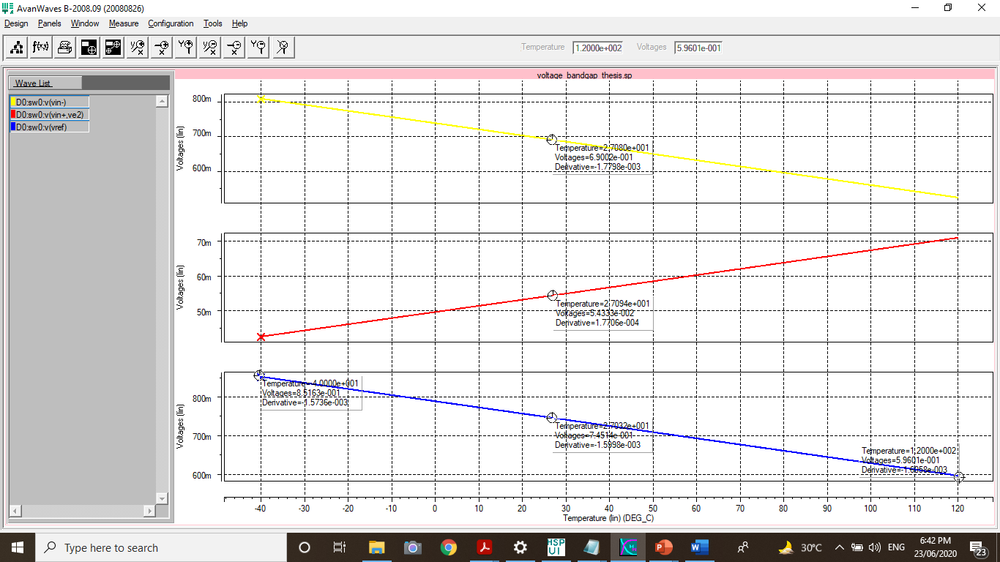 AvanWaves B-2008.09 (20080826)
Design Panels Window Measure Configuration Tools Help
f(x)
Temperature 1.2000e+002 Voltages 5.9601e-001
Wave List
D0:sw0:v(vin-)
D0:sw0:v(vin+,ve2)
D0:sw0:v(vref)
voltage_bandgap_thesis.sp
800m
700m
600m
Voltages (lin)
Temperature=2.7080e+001
Voltages=6.9002e-001
Derivative=-1.7798e-003
70m
60m
50m
Voltages (lin)
Temperature=2.7094e+001
Voltages=5.4333e-002
Derivative=1.7706e-004
800m
700m
600m
Voltages (lin)
Temperature=-4.0000e+001
Voltages=8.5163e-001
Derivative=-1.5736e-003
Temperature=2.7032e+001
Voltages=7.4514e-001
Derivative=-1.5998e-003
Temperature=1.2000e+002
Voltages=5.9601e-001
-40 -30 -20 -10 0 10 20 30 40 50 60 70 80 90 100 110 120
Temperature (lin) (DEG_C)
Type here to search
HSP UI
30°C ENG
6:42 PM
23/06/2020
23